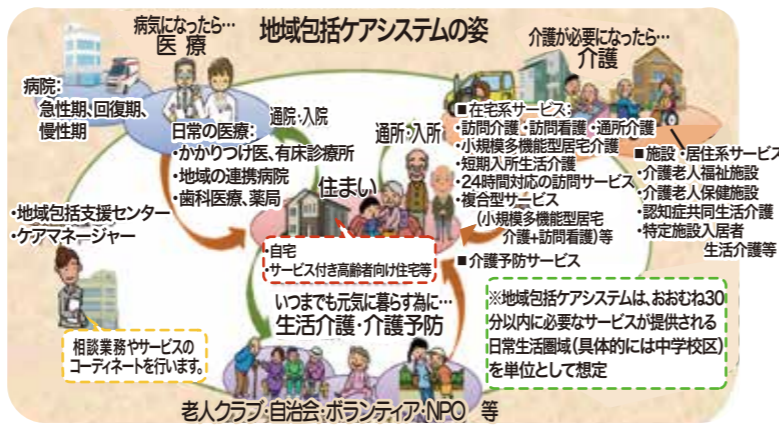 地域包括ケアシステムの姿
病気になったら…
医療
病院:
急性期、回復期、
慢性期
日常の医療:
・かかりつけ医、有床診療所
・地域の連携病院
・歯科医療、薬局
通院・入院
通所・入所
住まい
・自宅
・サービス付き高齢者向け住宅等
介護が必要になったら…
介護
■在宅系サービス:
・訪問介護・訪問看護・通所介護
・小規模多機能型居宅介護
・短期入所生活介護
・24時間対応の訪問サービス
・複合型サービス
(小規模多機能型居宅
介護+訪問看護)等
■介護予防サービス
■施設・居住系サービス
・介護老人福祉施設
・介護老人保健施設
・認知症共同生活介護
・特定施設入居者
生活介護等
・地域包括支援センター
・ケアマネージャー
相談業務やサービスの
コーディネートを行います。
いつまでも元気に暮らす為に…
生活介護・介護予防
老人クラブ・自治会・ボランティア・NPO 等
※地域包括ケアシステムは、おおむね30
分以内に必要なサービスが提供される
日常生活圏域(具体的には中学校区)
を単位として想定